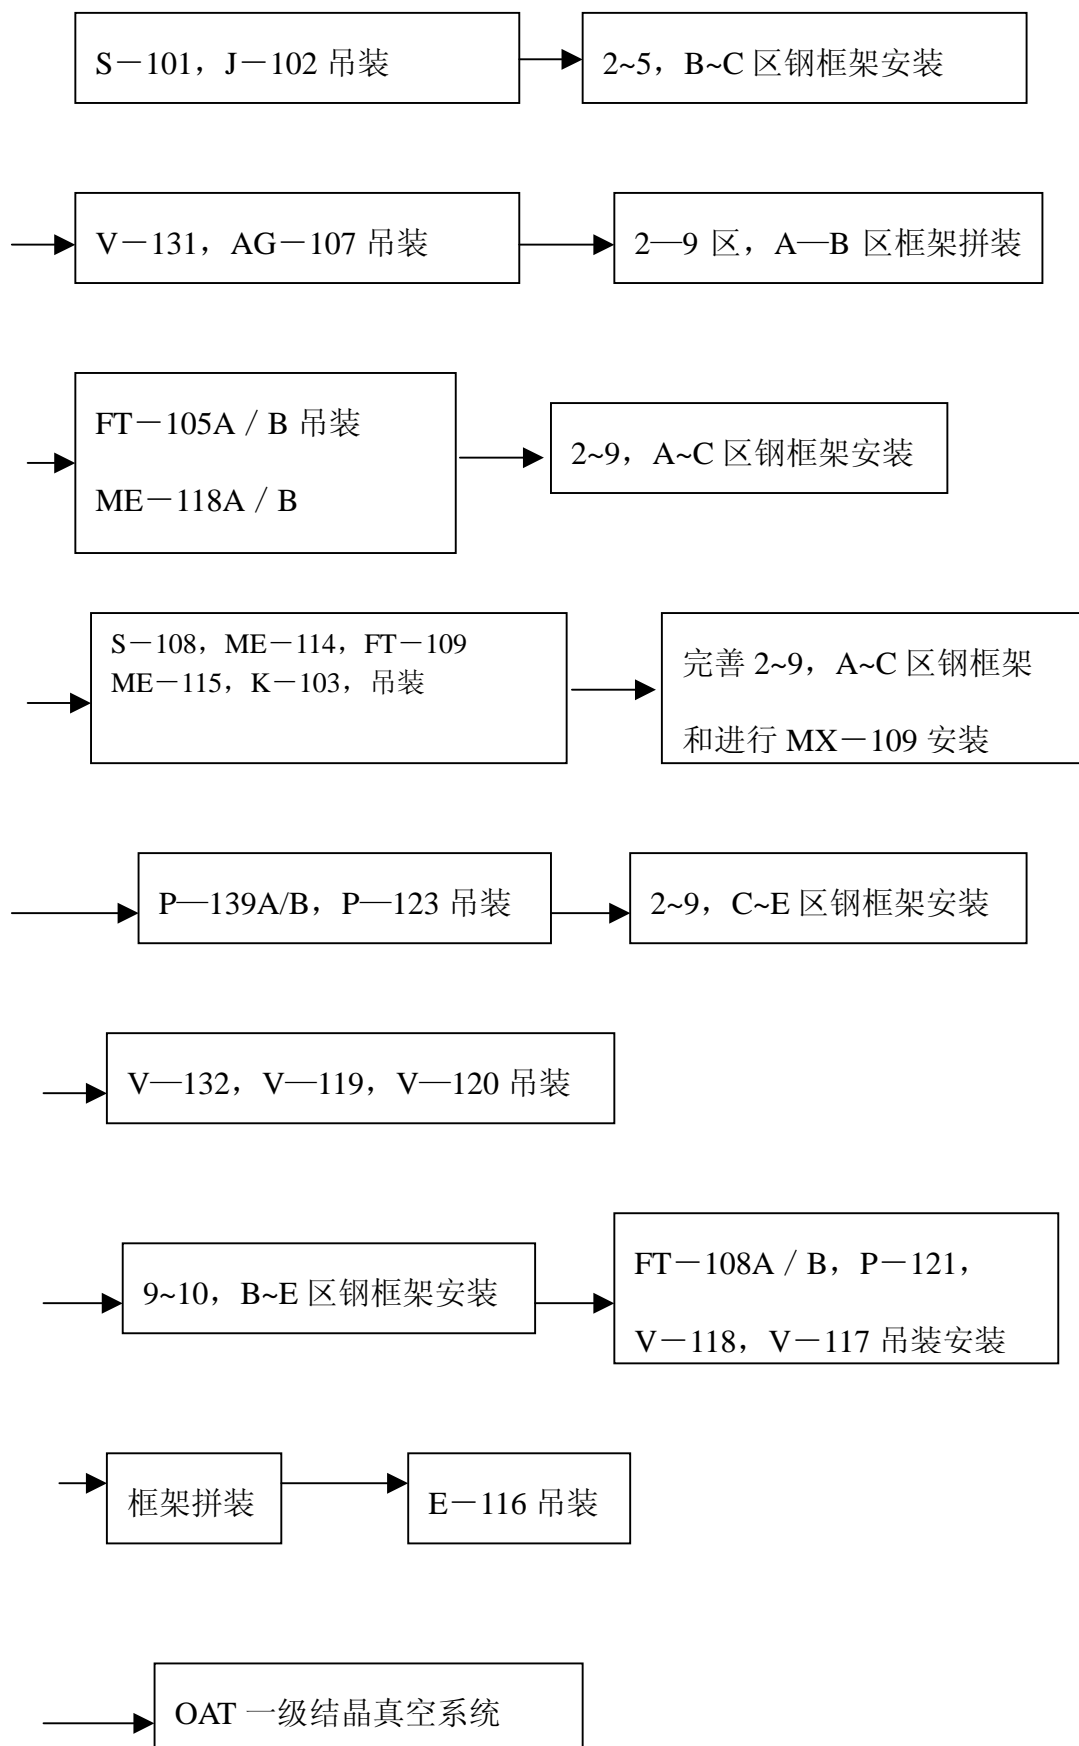 S－101，J－102 吊装
2~5，B~C 区钢框架安装
V－131，AG－107 吊装
2—9 区，A—B 区框架拼装
FT－105A／B 吊装
ME－118A／B
2~9，A~C 区钢框架安装
S－108，ME－114，FT－109
ME－115，K－103，吊装
完善 2~9，A~C 区钢框架
和进行 MX－109 安装
P—139A/B，P—123 吊装
2~9，C~E 区钢框架安装
V—132，V—119，V—120 吊装
9~10，B~E 区钢框架安装
FT－108A／B，P－121，
V－118，V－117 吊装安装
框架拼装
E－116 吊装
OAT 一级结晶真空系统